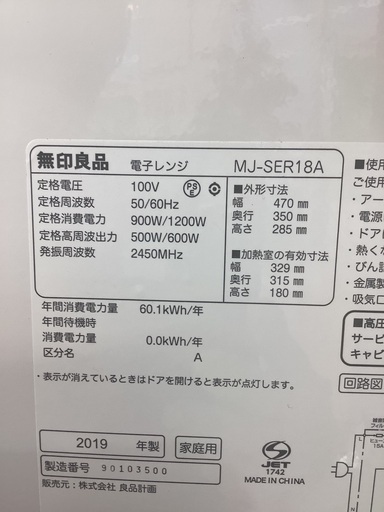 無印良品 電子レンジ MJ-SER18A
定格電圧 100V PSE
定格周波数 50/60Hz
定格消費電力 900W/1200W
定格高周波出力 500W/600W
発振周波数 2450MHz
■外形寸法
幅 470㎜
奥行 350㎜
高さ 285㎜
■加熱室の有効寸法
幅 329㎜
奥行 315㎜
高さ 180㎜
年間消費電力量 60.1kWh/年
年間待機時
消費電力量 0.0kWh/年
区分名 A
・表示が消えているときはドアを開けると表示が点灯します。
2019 年製 家庭用
製造番号 90103500
販売元：株式会社 良品計画
JET
1742
MADE IN CHINA
■使用
ご使用
・アー
・電源
・ドアに
・熱くな
・びん詰
・金属製
・吸気口
■高圧
サービ
キャビ
回路図